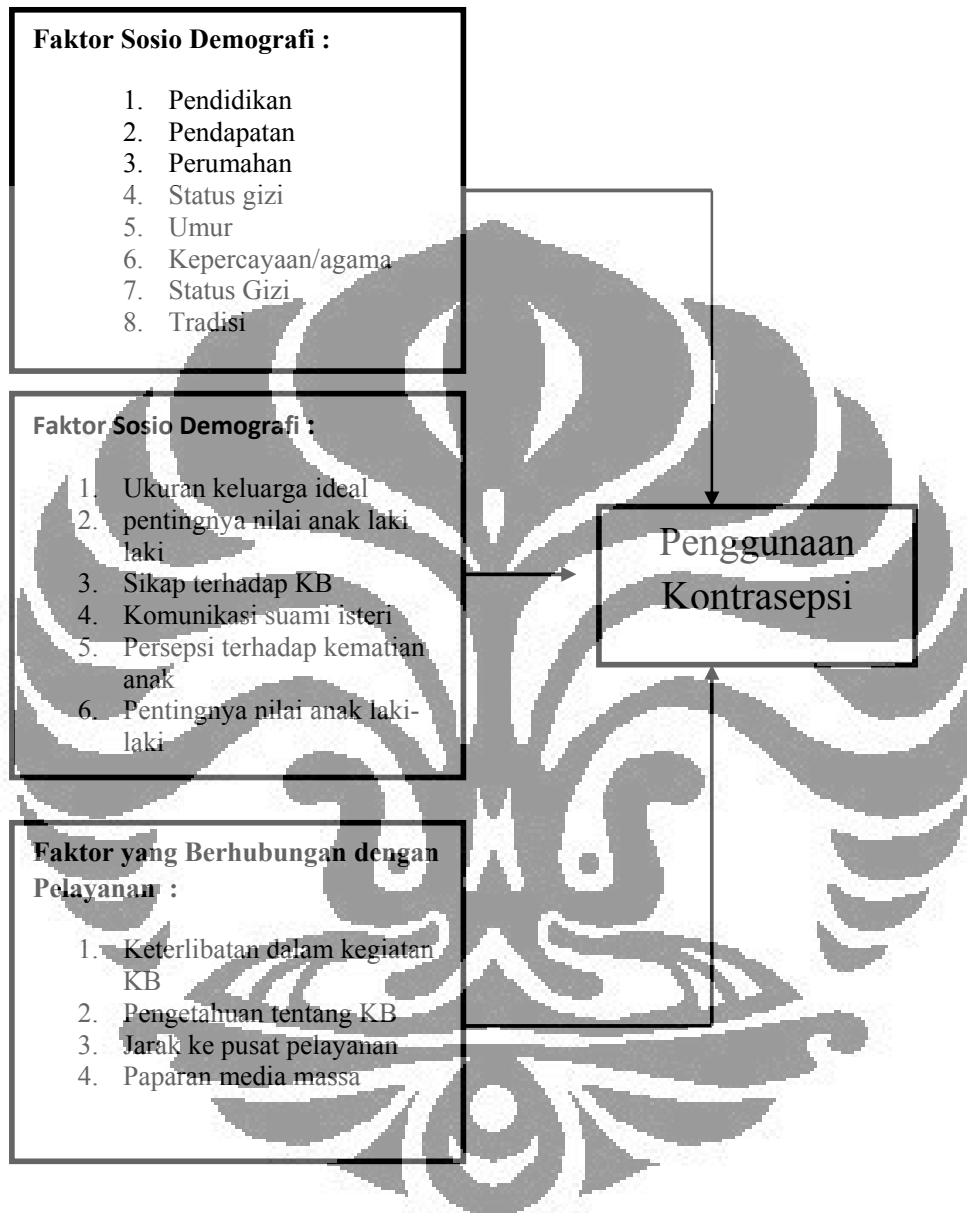 Faktor Sosio Demografi :
1. Pendidikan
2. Pendapatan
3. Perumahan
4. Status gizi
5. Umur
6. Kepercayaan/agama
7. Status Gizi
8. Tradisi
Faktor Sosio Demografi :
1. Ukuran keluarga ideal
2. pentingnya nilai anak laki
laki
3. Sikap terhadap KB
4. Komunikasi suami isteri
5. Persepsi terhadap kematian
anak
6. Pentingnya nilai anak laki-
laki
Penggunaan
Kontrasepsi
Faktor yang Berhubungan dengan
Pelayanan :
1. Keterlibatan dalam kegiatan
KB
2. Pengetahuan tentang KB
3. Jarak ke pusat pelayanan
4. Paparan media massa